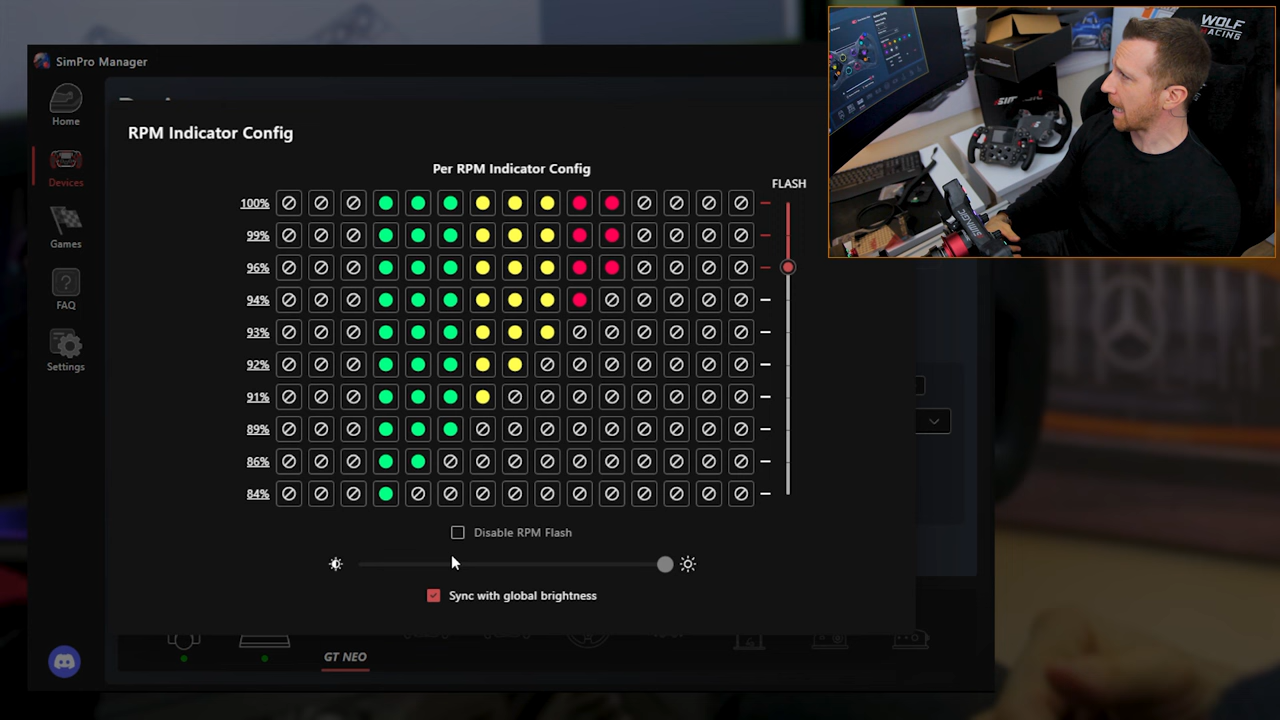 SimPro Manager
WOLF
RACING
Home
Devices
Games
FAQ
Settings
RPM Indicator Config
Per RPM Indicator Config
FLASH
100%
99%
96%
94%
93%
92%
91%
89%
86%
84%
Disable RPM Flash
Sync with global brightness
GT NEO